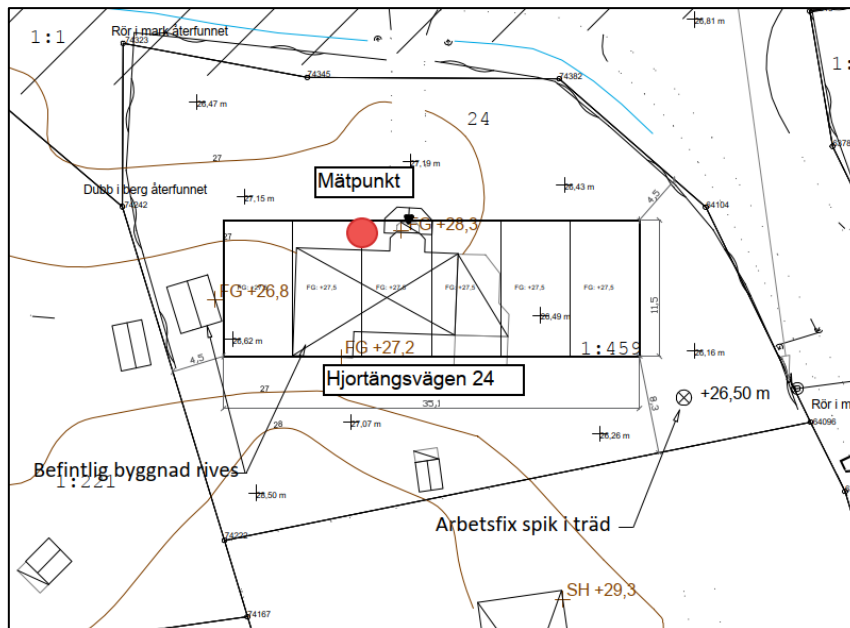 1:1
Rör i mark återfunnet
74323
74345
74382
26,81 m
26,47 m
24
27
27,19 m
Mätpunkt
26,43 m
4,5
64104
Dubb i berg återfunnet
74242
27,15 m
27
FG +28,3
FG +26,8
FG: +27,5
FG: +27,5
FG: +27,5
FG: +27,5
FG: +27,5
11,5
26,49 m
26,62 m
FG +27,2
1:459
26,16 m
4,5
Hjortängsvägen 24
35,1
8,3
+26,50 m
27
28
27,07 m
26,26 m
Rör i m
64096
Befintlig byggnad rives
1:221
28,50 m
Arbetsfix spik i träd
74222
SH +29,3
74167